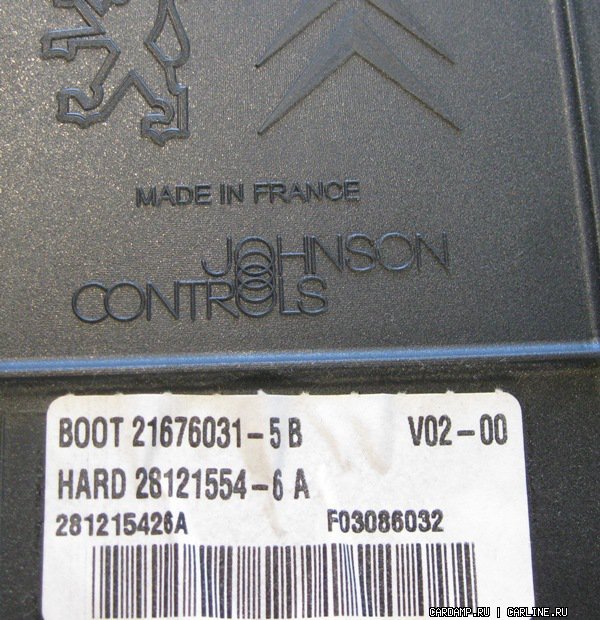 MADE IN FRANCE
JOHNSON
CONTROLS
BOOT 21676031-5 B V02-00
HARD 28121554-6 A
281215426A F03086032
CARDAMP.RU | CARLINE.RU